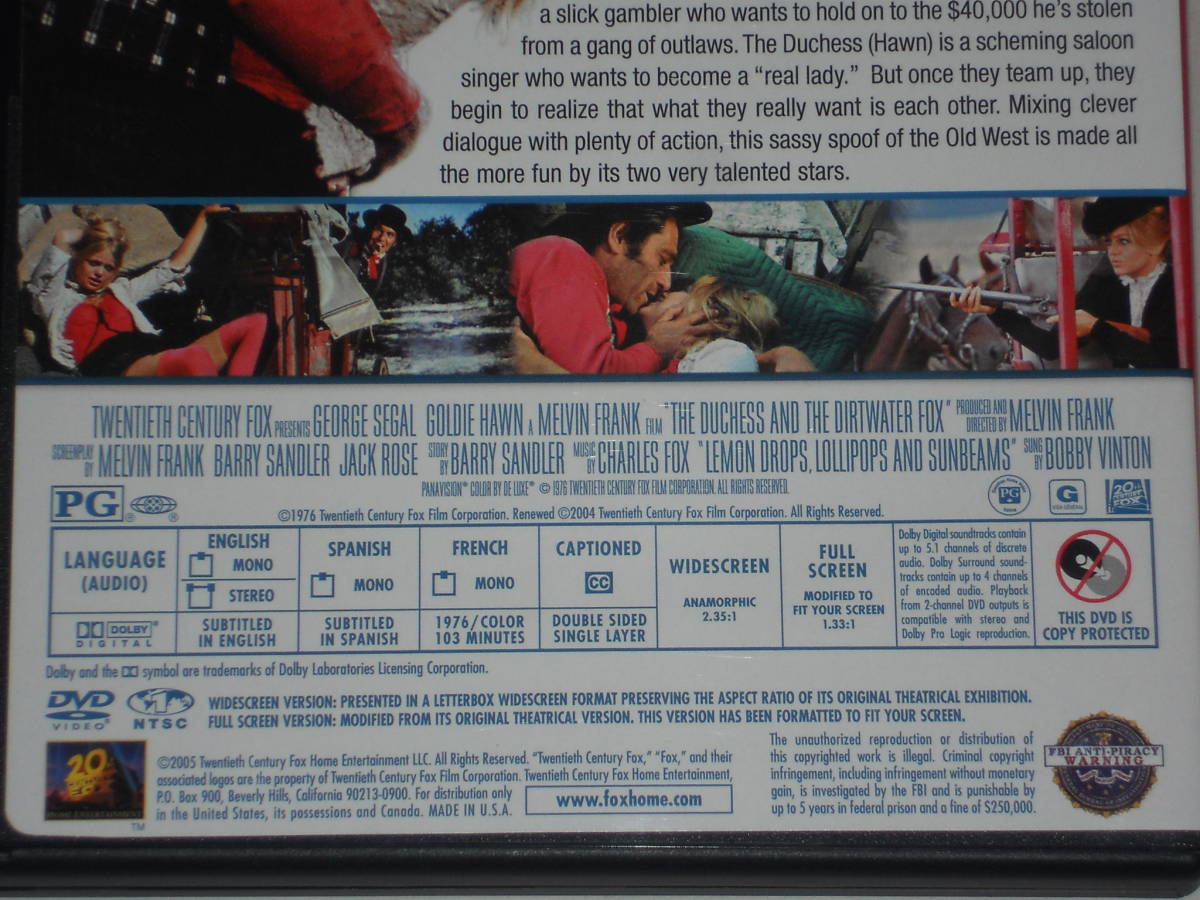 a slick gambler who wants to hold on to the $40,000 he's stolen
from a gang of outlaws. The Duchess (Hawn) is a scheming saloon
singer who wants to become a "real lady." But once they team up, they
begin to realize that what they really want is each other. Mixing clever
dialogue with plenty of action, this sassy spoof of the Old West is made all
the more fun by its two very talented stars.
TWENTIETH CENTURY FOX PRESENTS GEORGE SEGAL GOLDIE HAWN A MELVIN FRANK FILM "THE DUCHESS AND THE DIRTWATER FOX" PRODUCED AND DIRECTED BY MELVIN FRANK
SCREENPLAY BY MELVIN FRANK BARRY SANDLER JACK ROSE STORY BY BARRY SANDLER MUSIC BY CHARLES FOX "LEMON DROPS, LOLLIPOPS AND SUNBEAMS" SUNG BY BOBBY VINTON
PANAVISION® COLOR BY DE LUXE® © 1976 TWENTIETH CENTURY FOX FILM CORPORATION. ALL RIGHTS RESERVED.
PG ®
PG
G
20th CENTURY FOX
©1976 Twentieth Century Fox Film Corporation. Renewed ©2004 Twentieth Century Fox Film Corporation. All Rights Reserved.
LANGUAGE
(AUDIO)
ENGLISH
MONO
STEREO
SPANISH
MONO
FRENCH
MONO
CAPTIONED
CC
WIDESCREEN
ANAMORPHIC
2.35:1
FULL
SCREEN
MODIFIED TO
FIT YOUR SCREEN
1.33:1
Dolby Digital soundtracks contain
up to 5.1 channels of discrete
audio. Dolby Surround sound-
tracks contain up to 4 channels
of encoded audio. Playback
from 2-channel DVD outputs is
compatible with stereo and
Dolby Pro Logic reproduction.
THIS DVD IS
COPY PROTECTED
DOLBY®
DIGITAL
SUBTITLED
IN ENGLISH
SUBTITLED
IN SPANISH
1976/COLOR
103 MINUTES
DOUBLE SIDED
SINGLE LAYER
Dolby and the symbol are trademarks of Dolby Laboratories Licensing Corporation.
DVD
VIDEO®
NTSC
WIDESCREEN VERSION: PRESENTED IN A LETTERBOX WIDESCREEN FORMAT PRESERVING THE ASPECT RATIO OF ITS ORIGINAL THEATRICAL EXHIBITION.
FULL SCREEN VERSION: MODIFIED FROM ITS ORIGINAL THEATRICAL VERSION. THIS VERSION HAS BEEN FORMATTED TO FIT YOUR SCREEN.
20th
CENTURY
FOX
HOME ENTERTAINMENT
TM
©2005 Twentieth Century Fox Home Entertainment LLC. All Rights Reserved. "Twentieth Century Fox," "Fox," and their
associated logos are the property of Twentieth Century Fox Film Corporation. Twentieth Century Fox Home Entertainment,
P.O. Box 900, Beverly Hills, California 90213-0900. For distribution only
in the United States, its possessions and Canada. MADE IN U.S.A.
www.foxhome.com
The unauthorized reproduction or distribution of
this copyrighted work is illegal. Criminal copyright
infringement, including infringement without monetary
gain, is investigated by the FBI and is punishable by
up to 5 years in federal prison and a fine of $250,000.
FBI ANTI-PIRACY
WARNING